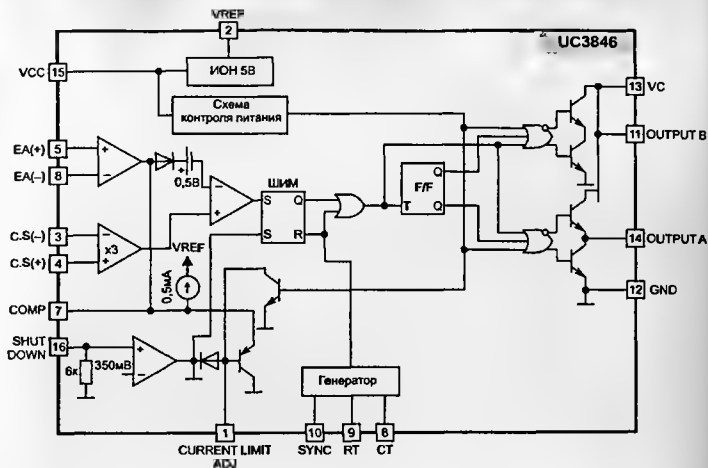 VREF
2
UC3846
VCC 15
ИОН 5В
13 VC
Схема
контроля питания
11 OUTPUT B
EA(+) 5
EA(–) 8
+
–
+
0,5В
ШИМ
–
+
S Q
R
S
F/F
Q
T Q
C.S(–) 3
C.S(+) 4
–
x3
+
VREF
0,5мА
14 OUTPUT A
12 GND
COMP 7
SHUT
DOWN
16
6к
350мВ
+
–
Генератор
1
10
9
8
CURRENT LIMIT
ADJ
SYNC
RT
CT